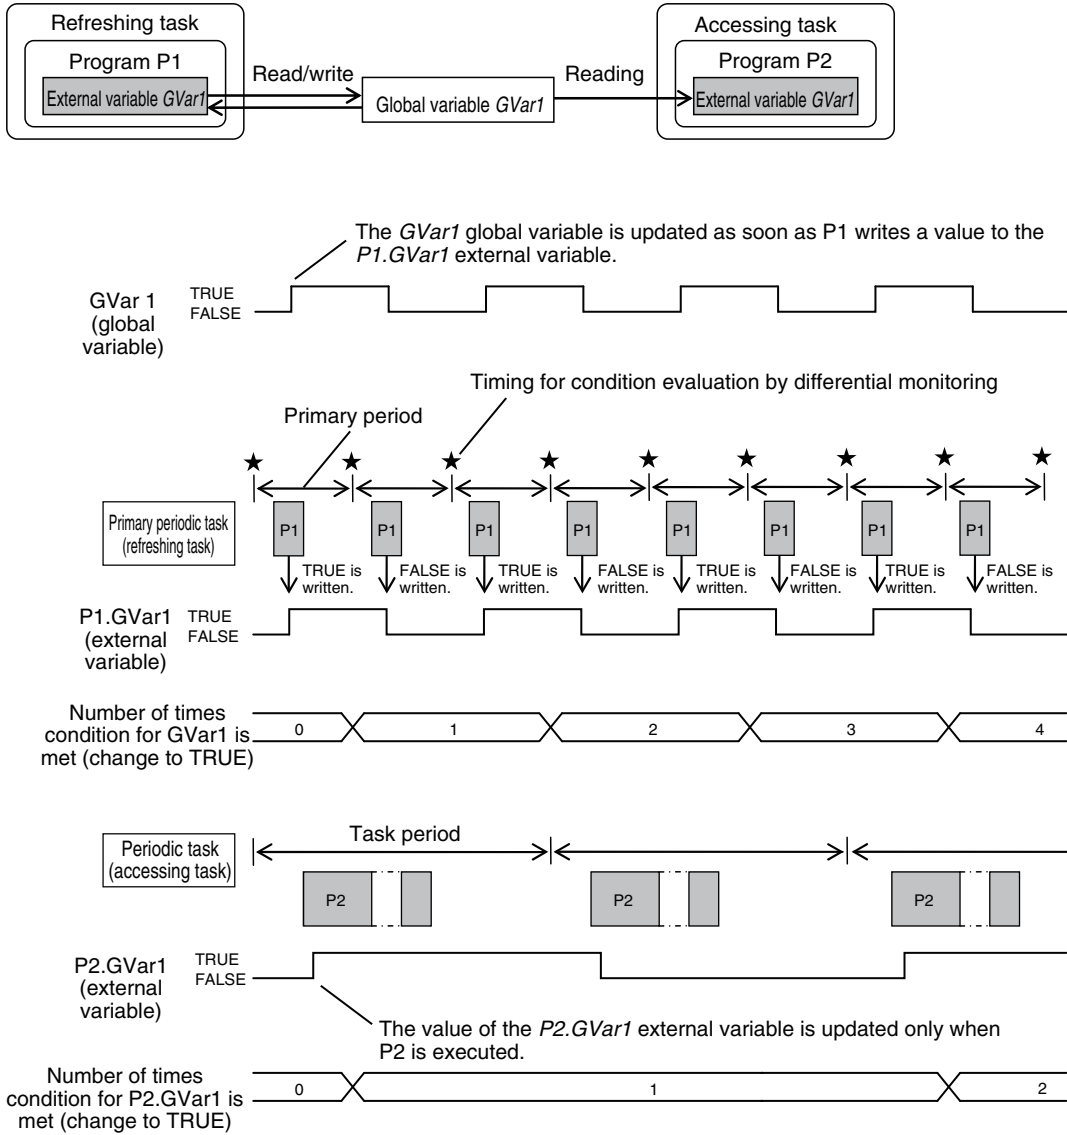 Refreshing task
Program P1
External variable GVar1
Read/write
Global variable GVar1
Reading
Accessing task
Program P2
External variable GVar1
The GVar1 global variable is updated as soon as P1 writes a value to the
P1.GVar1 external variable.
GVar 1
(global
variable)
TRUE
FALSE
Timing for condition evaluation by differential monitoring
Primary period
Primary periodic task
(refreshing task)
P1
P1
P1
P1
P1
P1
P1
P1
TRUE is
written.
FALSE is
written.
TRUE is
written.
FALSE is
written.
TRUE is
written.
FALSE is
written.
TRUE is
written.
FALSE is
written.
P1.GVar1
(external
variable)
TRUE
FALSE
Number of times
condition for GVar1 is
met (change to TRUE)
0
1
2
3
4
Periodic task
(accessing task)
Task period
P2
P2
P2
P2.GVar1
(external
variable)
TRUE
FALSE
The value of the P2.GVar1 external variable is updated only when
P2 is executed.
Number of times
condition for P2.GVar1 is
met (change to TRUE)
0
1
2